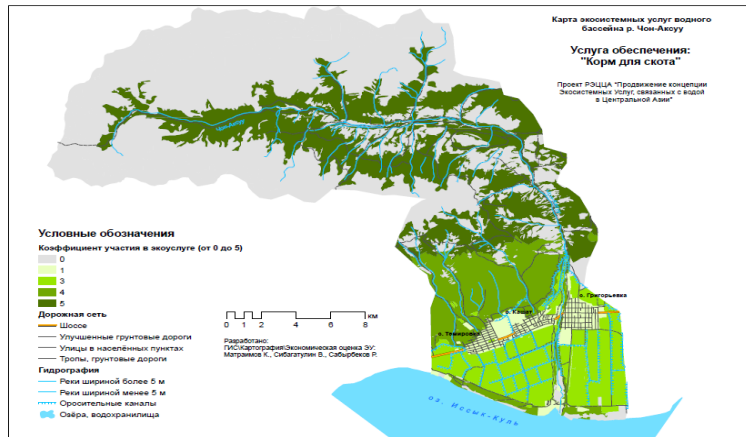 Карта экосистемных услуг водного
бассейна р. Чон-Аксуу
Услуга обеспечения:
"Корм для скота"
Проект РЭЦЦА "Продвижение концепции
Экосистемных Услуг, связанных с водой
в Центральной Азии"
Чон-Аксуу
Условные обозначения
Коэффициент участия в экоуслуге (от 0 до 5)
0
1
3
4
5
Дорожная сеть
Шоссе
Улучшенные грунтовые дороги
Улицы в населённых пунктах
Тропы, грунтовые дороги
Гидрография
Реки шириной более 5 м
Реки шириной менее 5 м
Оросительные каналы
Озёра, водохранилища
0 1 2 4 6 8 км
Разработано:
ГИС\Картография\Экономическая оценка ЭУ:
Матраимов К., Сибагатулин В., Сабырбеков Р.
с. Григорьевка
с. Кадат
с. Темировка
оз. Иссык-Куль